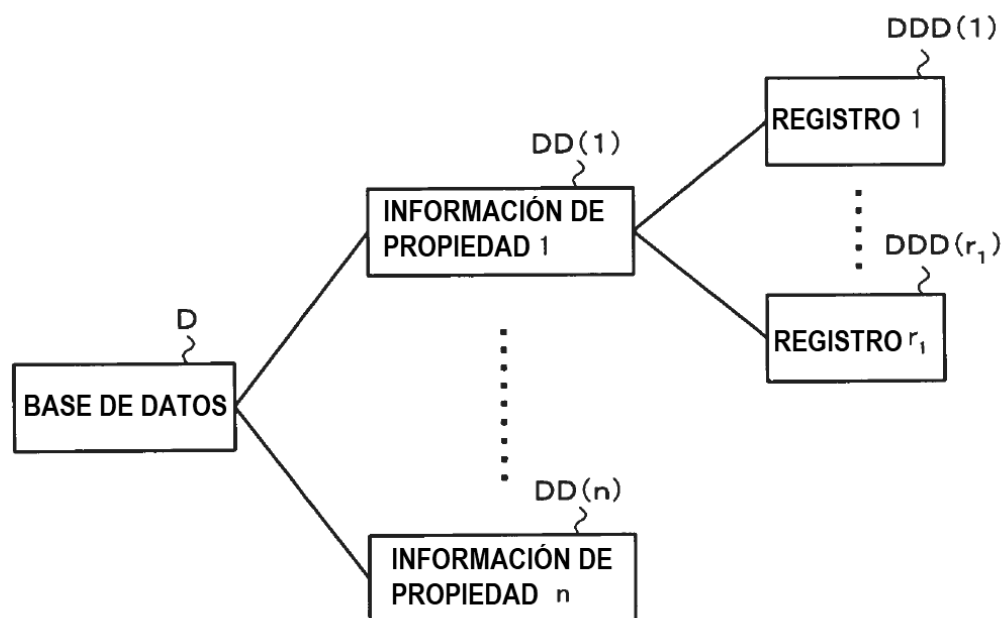 DDD(1)
REGISTRO 1
DD(1)
INFORMACIÓN DE
PROPIEDAD 1
DDD(r₁)
REGISTRO r₁
D
BASE DE DATOS
DD(n)
INFORMACIÓN DE
PROPIEDAD n